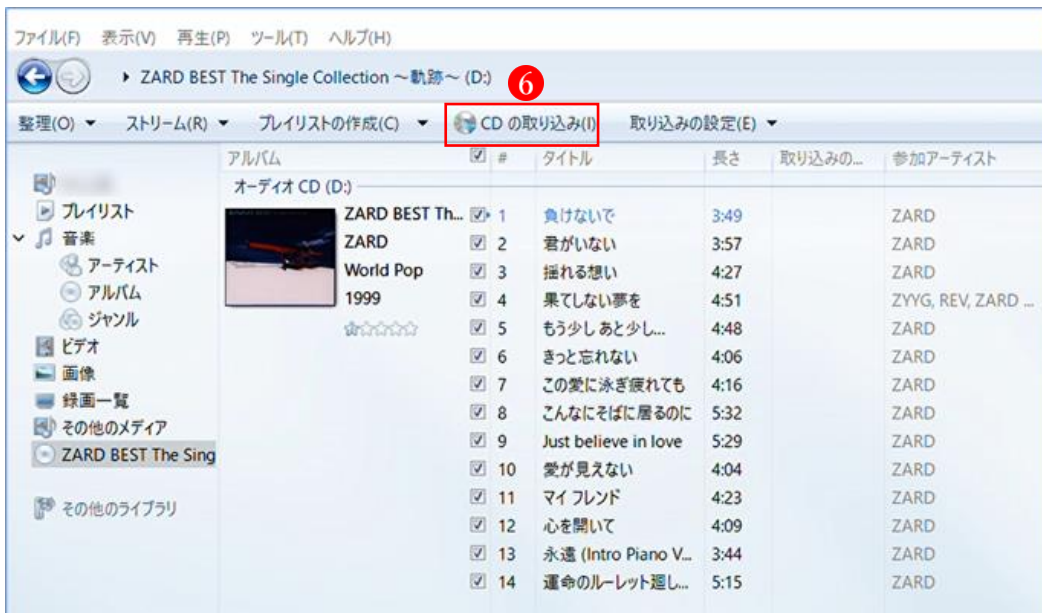 ファイル(F) 表示(V) 再生(P) ツール(T) ヘルプ(H)
ZARD BEST The Single Collection ～軌跡～ (D:)
6
整理(O) ストリーム(R) プレイリストの作成(C) CD の取り込み(I) 取り込みの設定(E)
アルバム # タイトル 長さ 取り込みの... 参加アーティスト
オーディオ CD (D:)
プレイリスト
音楽
アーティスト
アルバム
ジャンル
ビデオ
画像
録画一覧
その他のメディア
ZARD BEST The Sing
その他のライブラリ
ZARD BEST Th...
ZARD
World Pop
1999
1 負けないで 3:49 ZARD
2 君がいない 3:57 ZARD
3 揺れる想い 4:27 ZARD
4 果てしない夢を 4:51 ZYYG, REV, ZARD ...
5 もう少し あと少し... 4:48 ZARD
6 きっと忘れない 4:06 ZARD
7 この愛に泳ぎ疲れても 4:16 ZARD
8 こんなにそばに居るのに 5:32 ZARD
9 Just believe in love 5:29 ZARD
10 愛が見えない 4:04 ZARD
11 マイ フレンド 4:23 ZARD
12 心を開いて 4:09 ZARD
13 永遠 (Intro Piano V... 3:44 ZARD
14 運命のルーレット廻し... 5:15 ZARD